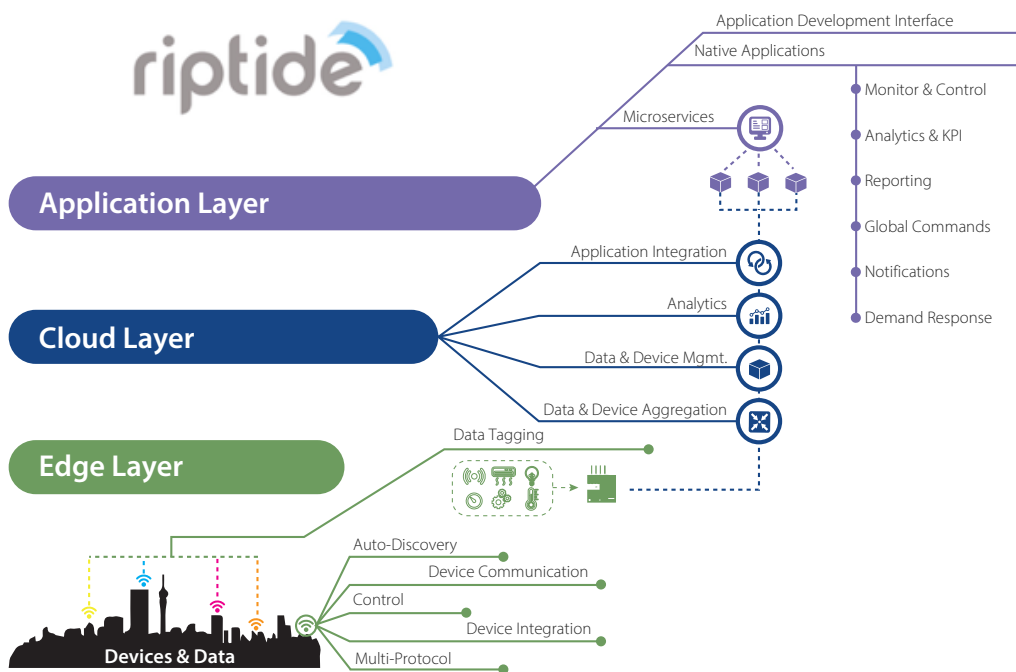 riptide
Application Development Interface
Native Applications
Monitor & Control
Microservices
Analytics & KPI
Reporting
Application Layer
Global Commands
Application Integration
Notifications
Analytics
Demand Response
Cloud Layer
Data & Device Mgmt.
Data & Device Aggregation
Data Tagging
Edge Layer
Auto-Discovery
Device Communication
Control
Device Integration
Devices & Data
Multi-Protocol